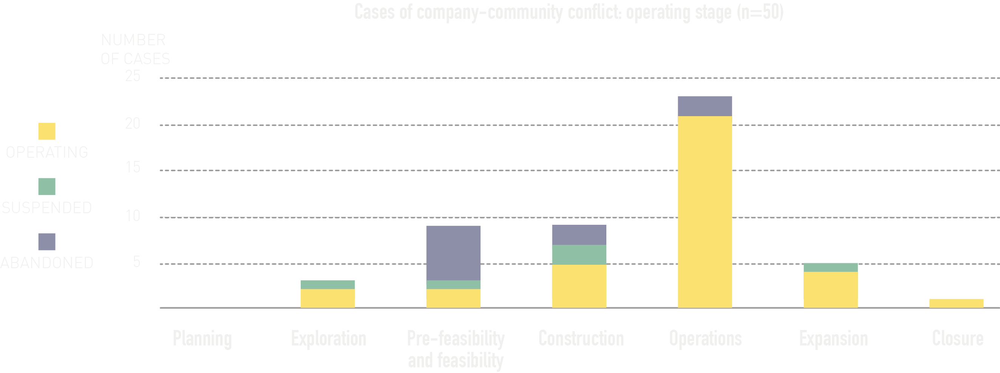 Cases of company-community conflict: operating stage (n=50)
NUMBER
OF CASES
25
20
15
10
5
OPERATING
SUSPENDED
ABANDONED
Planning
Exploration
Pre-feasibility
and feasibility
Construction
Operations
Expansion
Closure